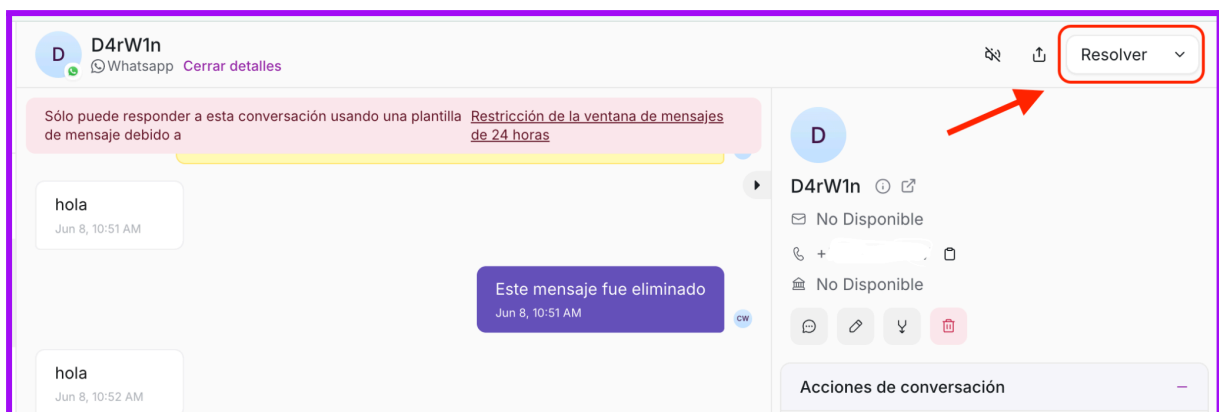 D
D4rW1n
Whatsapp Cerrar detalles
Resolver
Sólo puede responder a esta conversación usando una plantilla
de mensaje debido a
Restricción de la ventana de mensajes
de 24 horas
hola
Jun 8, 10:51 AM
Este mensaje fue eliminado
Jun 8, 10:51 AM
CW
hola
Jun 8, 10:52 AM
D
D4rW1n
No Disponible
+
No Disponible
Acciones de conversación